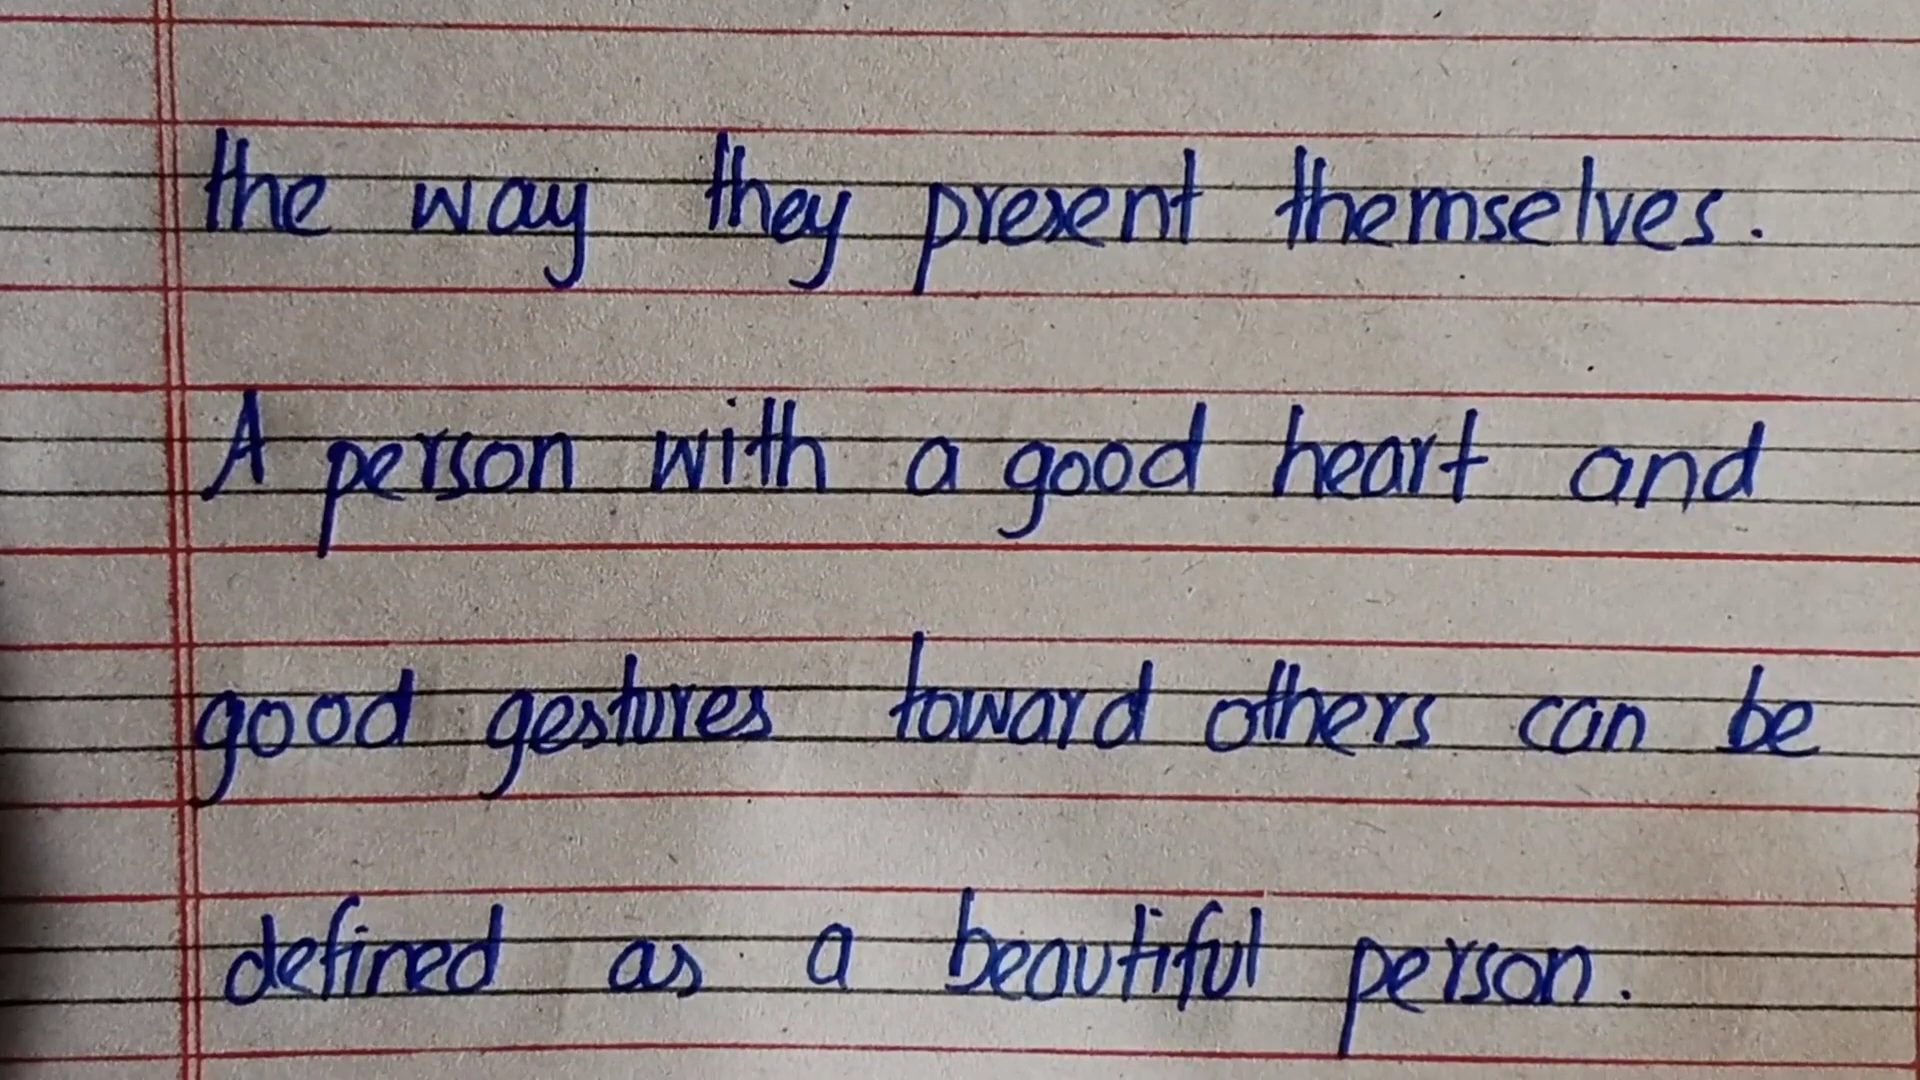 the way they present themselves.
A person with a good heart and
good gestures toward others can be
defined as a beautiful person.